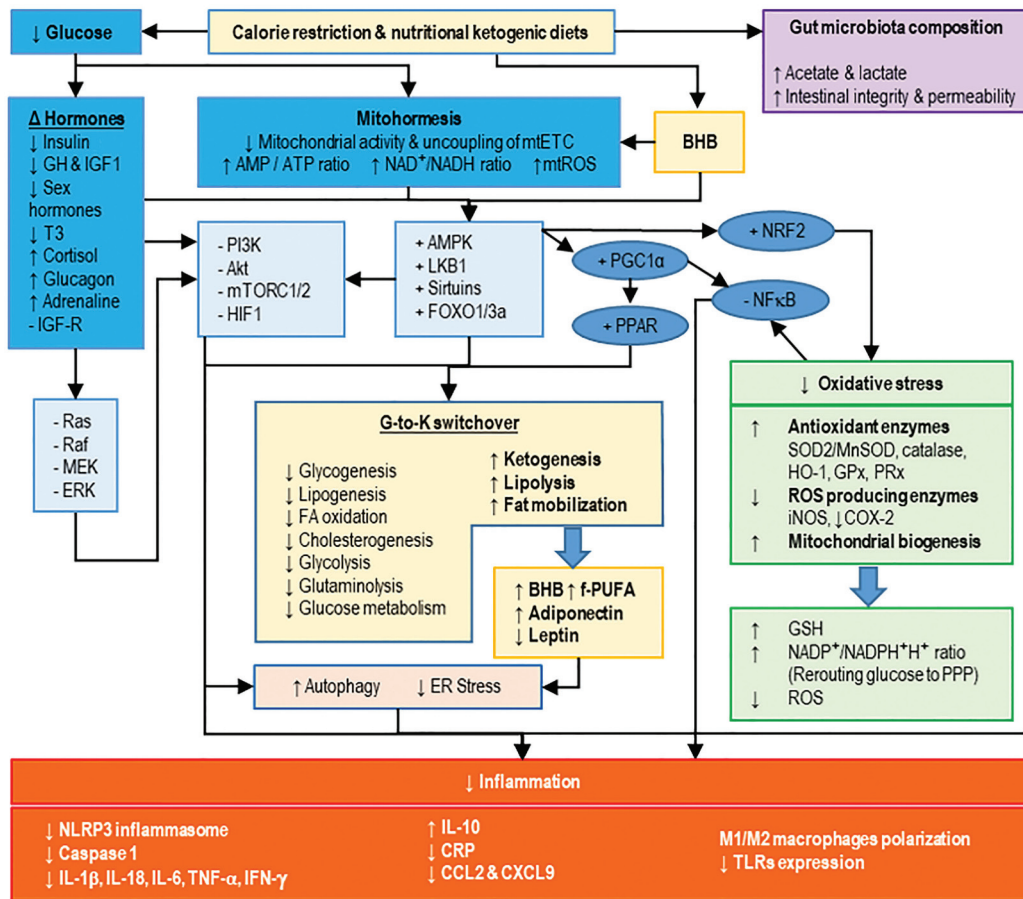 ↓ Glucose
Calorie restriction & nutritional ketogenic diets
Gut microbiota composition
↑ Acetate & lactate
↑ Intestinal integrity & permeability
Δ Hormones
↓ Insulin
↓ GH & IGF1
↓ Sex
hormones
↓ T3
↑ Cortisol
↑ Glucagon
↑ Adrenaline
- IGF-R
Mitohormesis
↓ Mitochondrial activity & uncoupling of mtETC
↑ AMP / ATP ratio ↑ NAD⁺/NADH ratio ↑mtROS
BHB
- PI3K
- Akt
- mTORC1/2
- HIF1
+ AMPK
+ LKB1
+ Sirtuins
+ FOXO1/3a
+ PGC1α
+ PPAR
+ NRF2
- NFκB
- Ras
- Raf
- MEK
- ERK
G-to-K switchover
↓ Glycogenesis
↓ Lipogenesis
↓ FA oxidation
↓ Cholesterogenesis
↓ Glycolysis
↓ Glutaminolysis
↓ Glucose metabolism
↑ Ketogenesis
↑ Lipolysis
↑ Fat mobilization
↑ BHB ↑ f-PUFA
↑ Adiponectin
↓ Leptin
↓ Oxidative stress
↑ Antioxidant enzymes
SOD2/MnSOD, catalase,
HO-1, GPx, PRx
↓ ROS producing enzymes
iNOS, ↓COX-2
↑ Mitochondrial biogenesis
↑ GSH
↑ NADP⁺/NADPH⁺H⁺ ratio
(Rerouting glucose to PPP)
↓ ROS
↑ Autophagy ↓ ER Stress
↓ Inflammation
↓ NLRP3 inflammasome
↓ Caspase 1
↓ IL-1β, IL-18, IL-6, TNF-α, IFN-γ
↑ IL-10
↓ CRP
↓ CCL2 & CXCL9
M1/M2 macrophages polarization
↓ TLRs expression